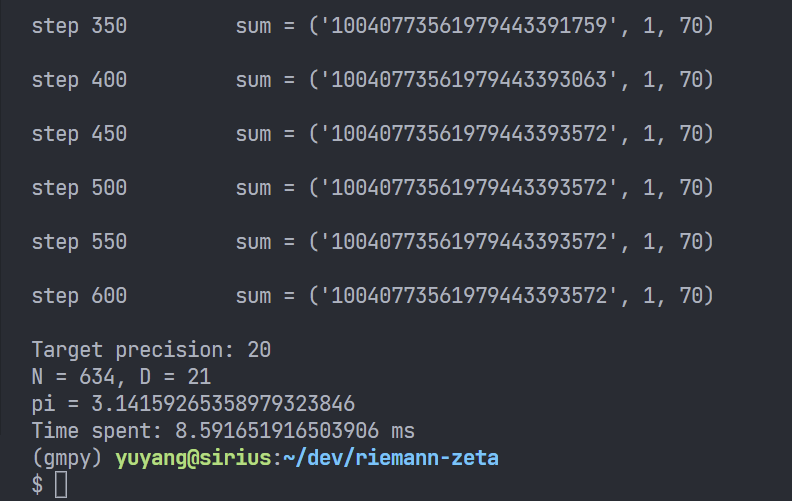 step 350 sum = ('10040773561979443391759', 1, 70)
step 400 sum = ('10040773561979443393063', 1, 70)
step 450 sum = ('10040773561979443393572', 1, 70)
step 500 sum = ('10040773561979443393572', 1, 70)
step 550 sum = ('10040773561979443393572', 1, 70)
step 600 sum = ('10040773561979443393572', 1, 70)
Target precision: 20
N = 634, D = 21
pi = 3.14159265358979323846
Time spent: 8.591651916503906 ms
(gmpy) yuyang@sirius:~/dev/riemann-zeta
$